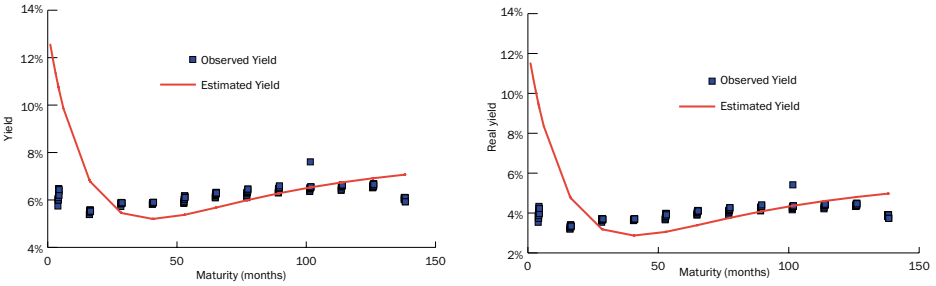 14%
12%
10%
8%
6%
4%
Yield
Observed Yield
Estimated Yield
0
50
100
150
Maturity (months)
14%
12%
10%
8%
6%
4%
2%
Real yield
Observed Yield
Estimated Yield
0
50
100
150
Maturity (months)